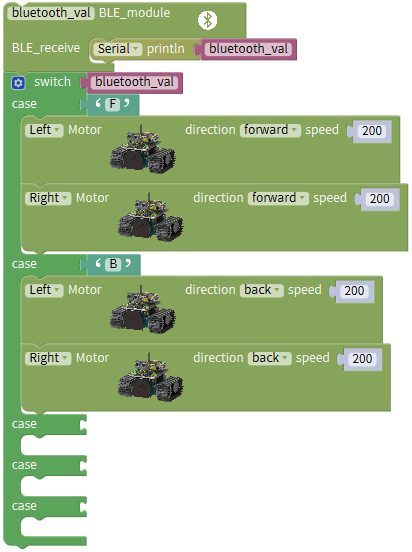 bluetooth_val BLE_module
BLE_receive Serial println bluetooth_val
switch bluetooth_val
case ‘ F ’
Left Motor direction forward speed 200
Right Motor direction forward speed 200
case ‘ B ’
Left Motor direction back speed 200
Right Motor direction back speed 200
case
case
case